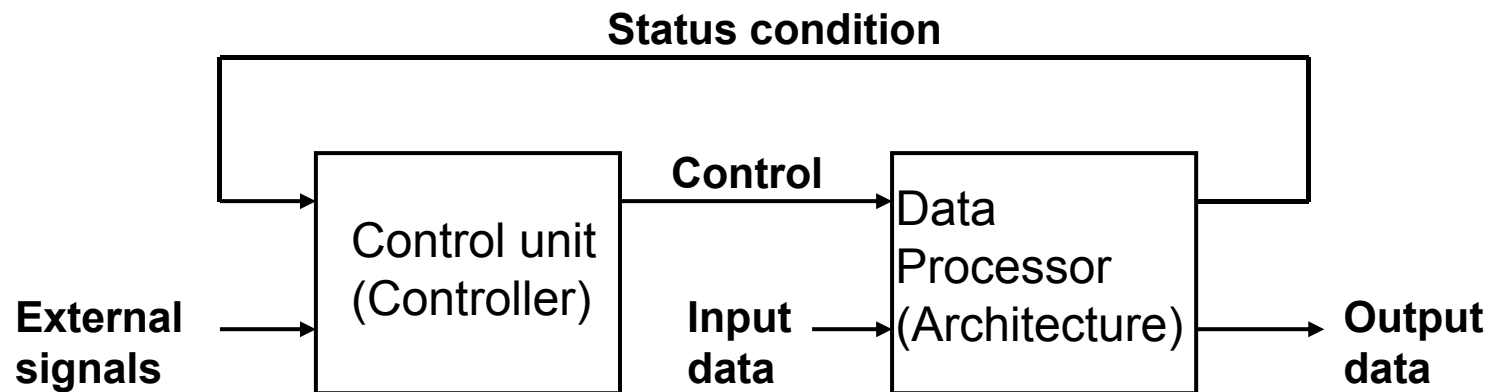 Status condition
Control
Control unit
(Controller)
Data
Processor
(Architecture)
External
signals
Input
data
Output
data